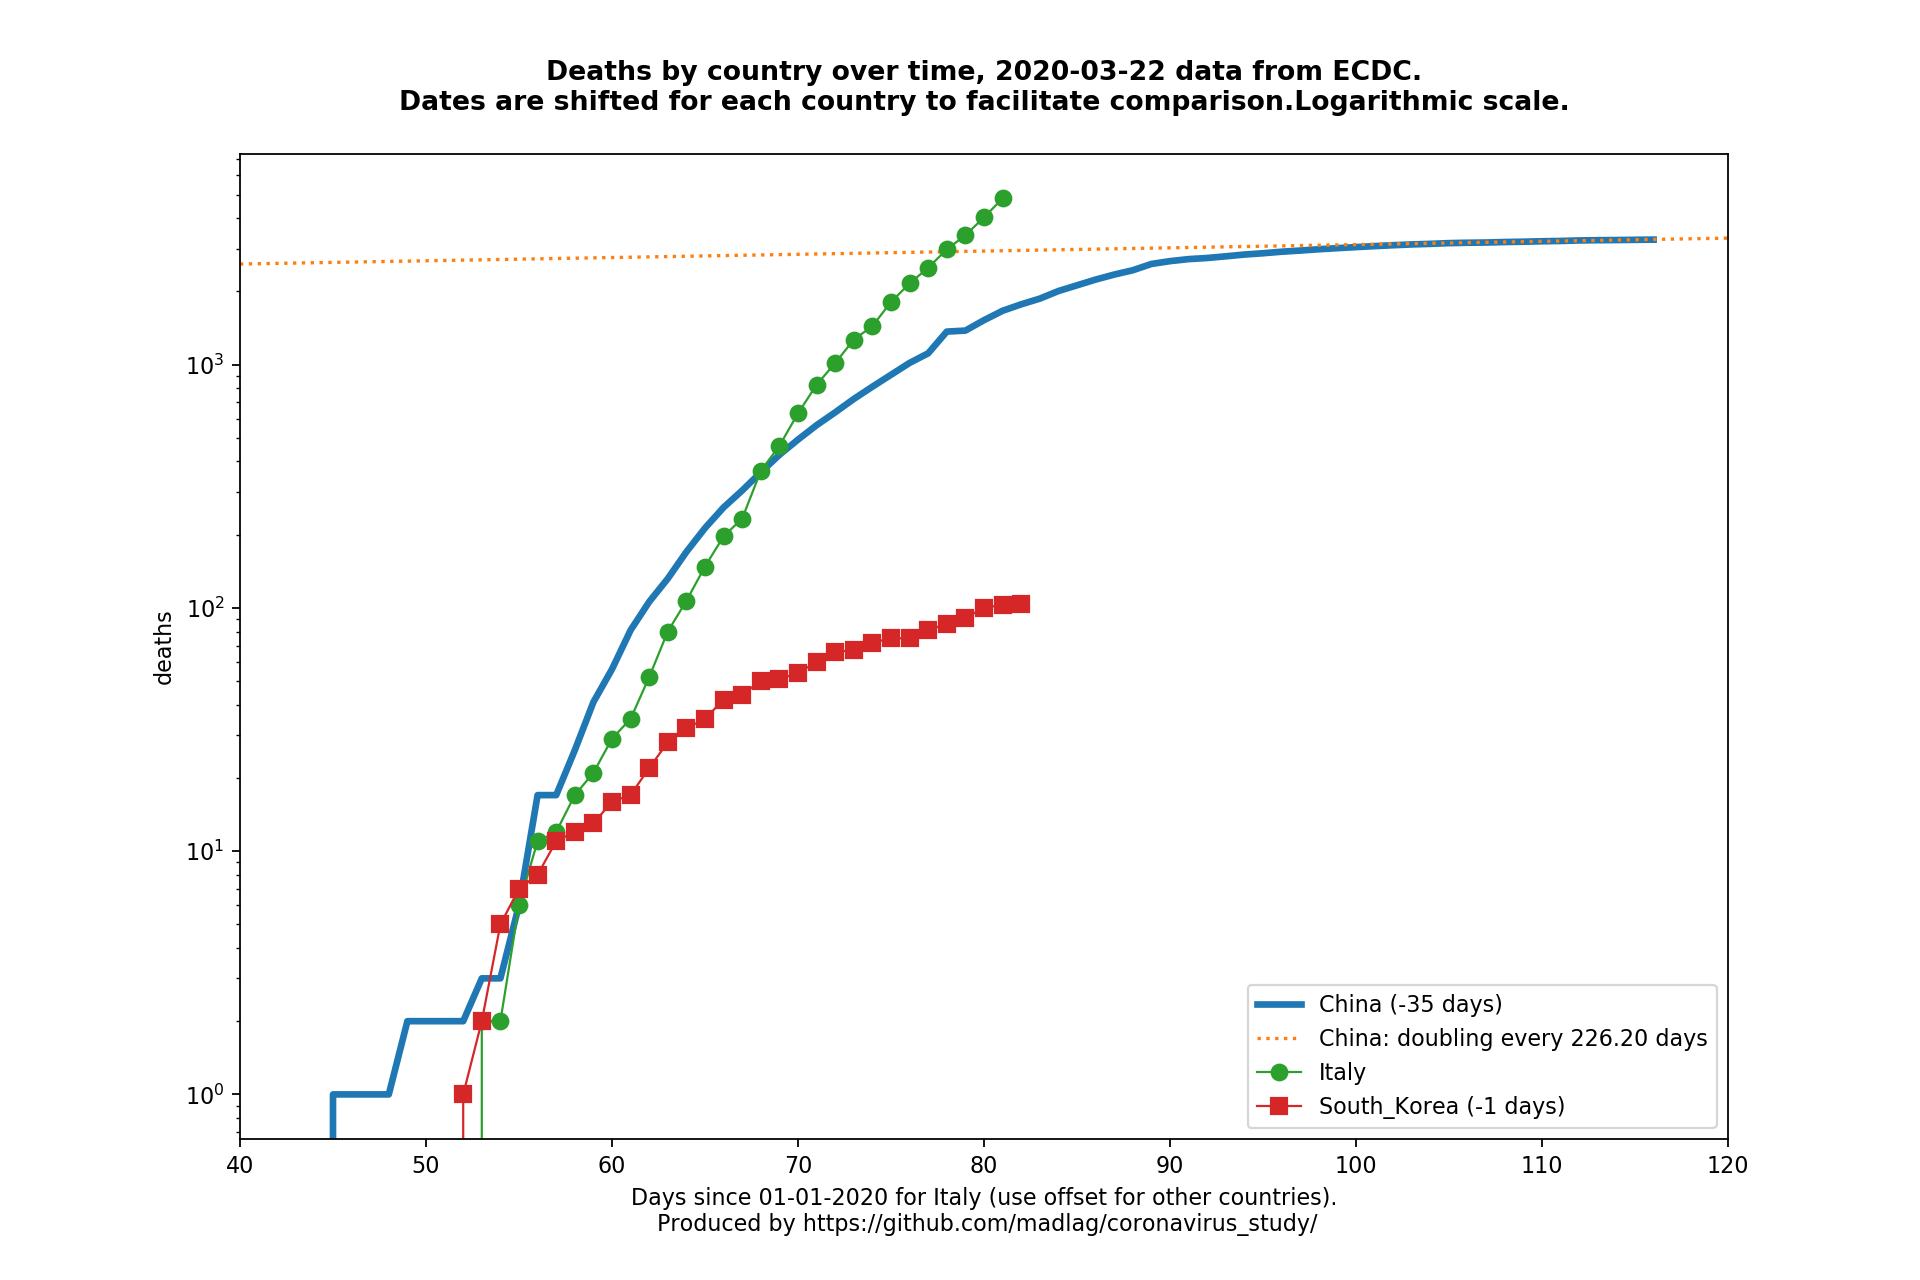 Deaths by country over time, 2020-03-22 data from ECDC.
Dates are shifted for each country to facilitate comparison.Logarithmic scale.
deaths
10³
10²
10¹
10⁰
40 50 60 70 80 90 100 110 120
China (-35 days)
China: doubling every 226.20 days
Italy
South_Korea (-1 days)
Days since 01-01-2020 for Italy (use offset for other countries).
Produced by https://github.com/madlag/coronavirus_study/